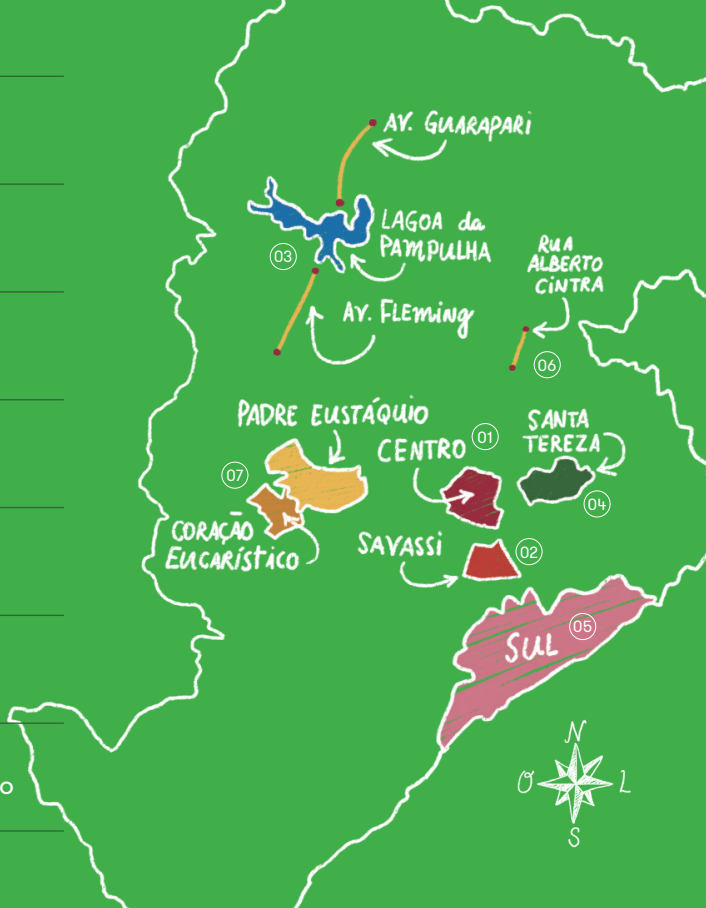 AV. GUARAPARI
LAGOA da
PAMPULHA
03
RUA
ALBERTO
CINTRA
AV. FLEMING
06
PADRE EUSTÁQUIO
01
CENTRO
SANTA
TEREZA
07
04
CORAÇÃO
EUCARÍSTICO
SAVASSI
02
05
SUL
N
O
L
S
o